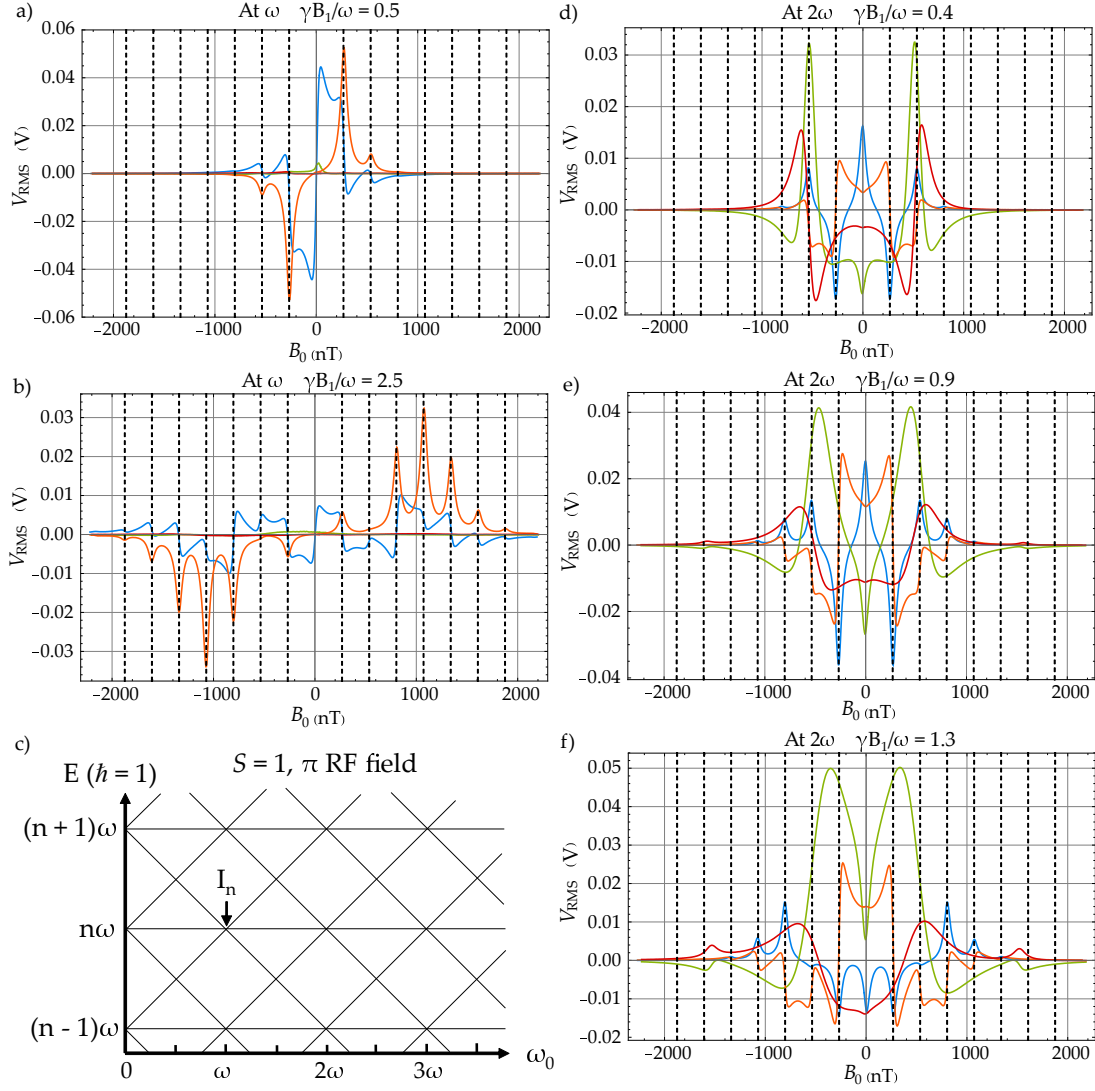 a)
At ω γB₁/ω = 0.5
0.06
0.04
0.02
0.00
−0.02
−0.04
−0.06
V_RMS (V)
−2000 −1000 0 1000 2000
B₀ (nT)
b)
At ω γB₁/ω = 2.5
0.03
0.02
0.01
0.00
−0.01
−0.02
−0.03
V_RMS (V)
−2000 −1000 0 1000 2000
B₀ (nT)
c)
S = 1, π RF field
E (ℏ = 1)
(n + 1)ω
I_n
nω
(n - 1)ω
0 ω 2ω 3ω ω₀
d)
At 2ω γB₁/ω = 0.4
0.03
0.02
0.01
0.00
−0.01
−0.02
V_RMS (V)
−2000 −1000 0 1000 2000
B₀ (nT)
e)
At 2ω γB₁/ω = 0.9
0.04
0.02
0.00
−0.02
−0.04
V_RMS (V)
−2000 −1000 0 1000 2000
B₀ (nT)
f)
At 2ω γB₁/ω = 1.3
0.05
0.04
0.03
0.02
0.01
0.00
−0.01
−0.02
V_RMS (V)
−2000 −1000 0 1000 2000
B₀ (nT)